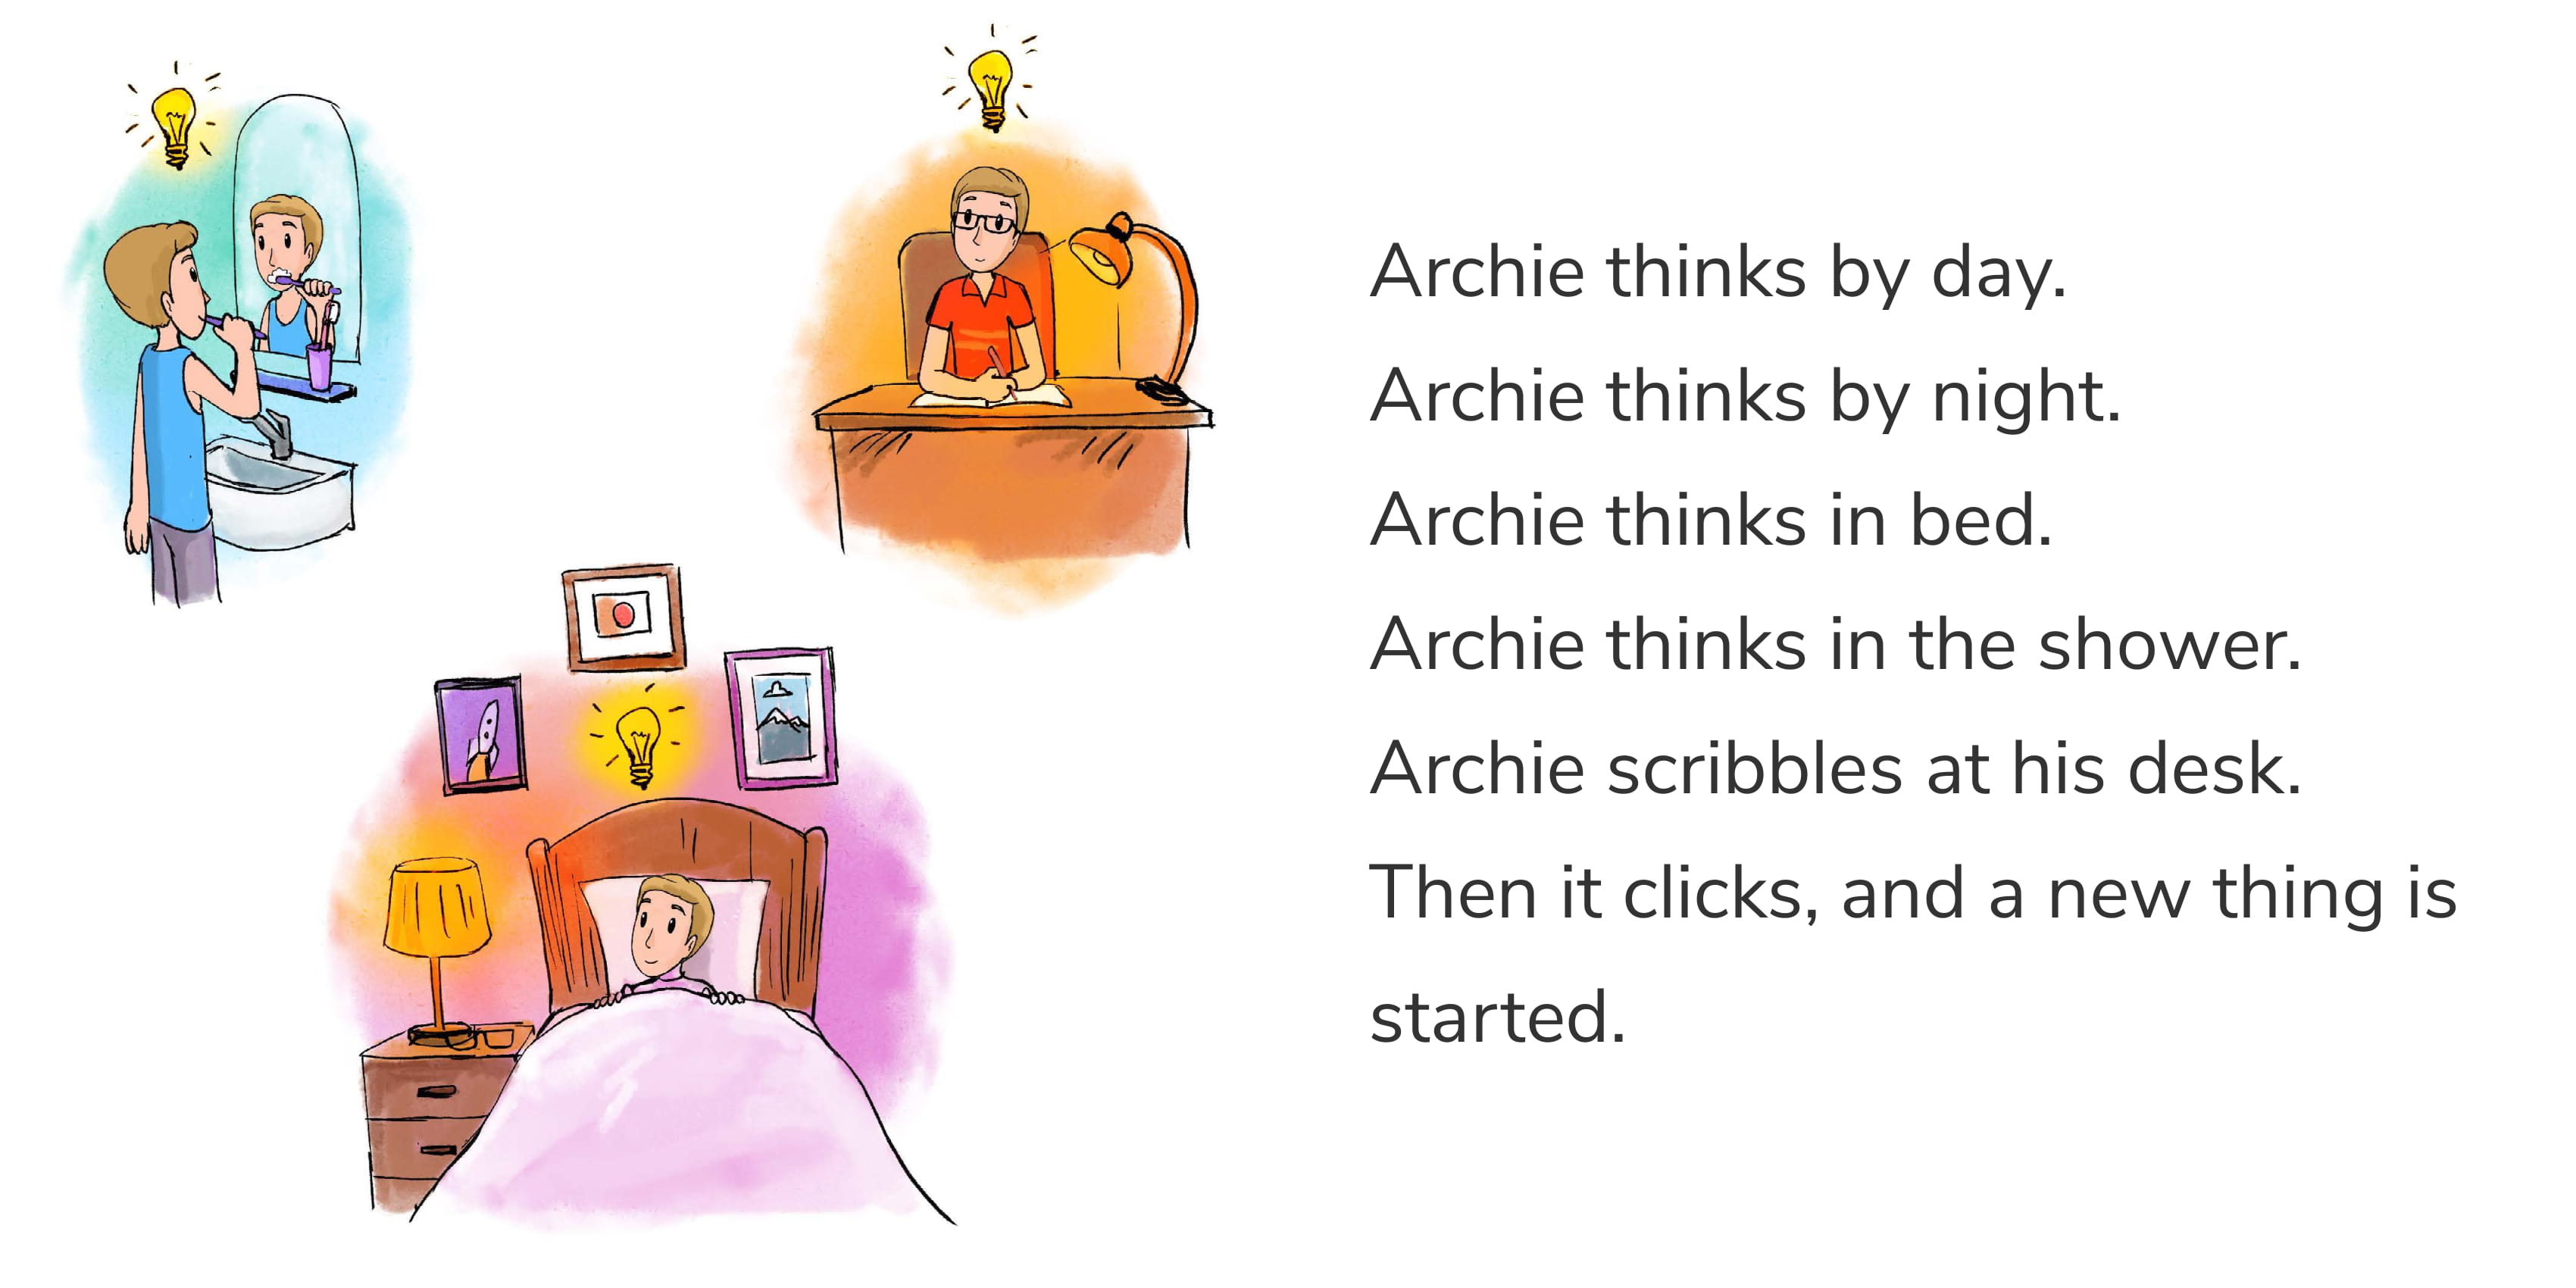 Archie thinks by day.
Archie thinks by night.
Archie thinks in bed.
Archie thinks in the shower.
Archie scribbles at his desk.
Then it clicks, and a new thing is
started.